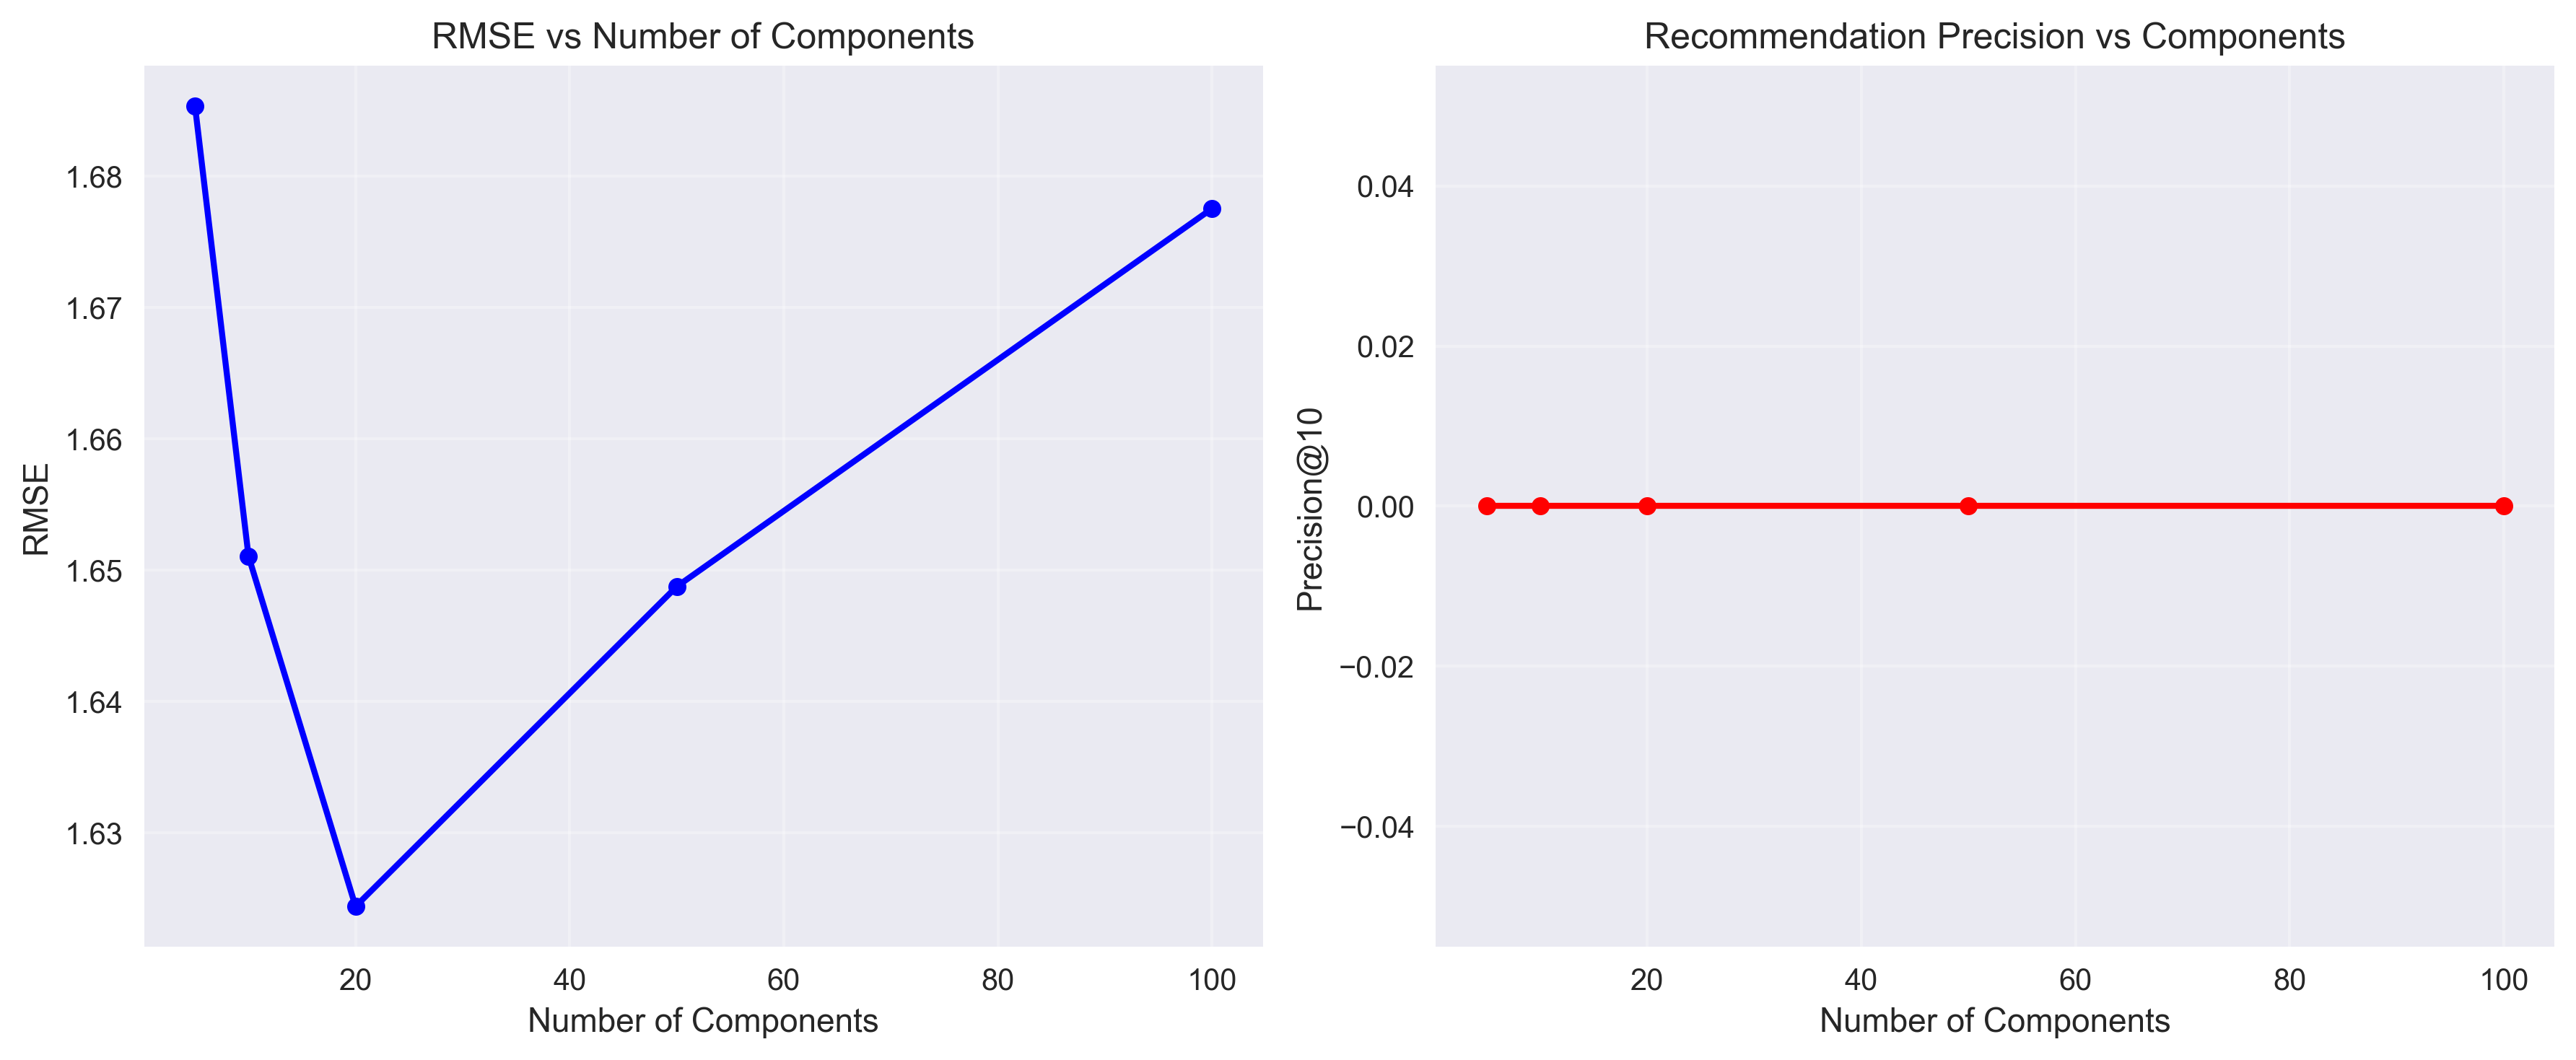 RMSE vs Number of Components
RMSE
1.68
1.67
1.66
1.65
1.64
1.63
20 40 60 80 100
Number of Components
Recommendation Precision vs Components
Precision@10
0.04
0.02
0.00
−0.02
−0.04
20 40 60 80 100
Number of Components